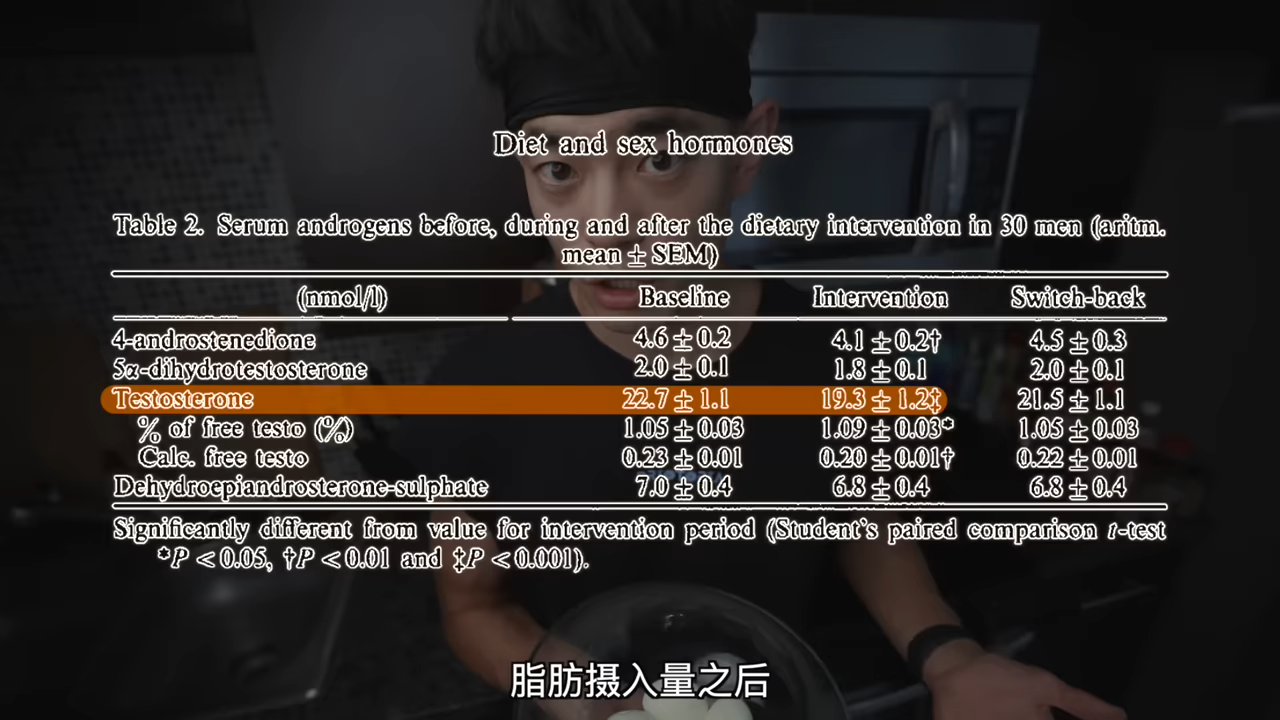 Diet and sex hormones
Table 2. Serum androgens before, during and after the dietary intervention in 30 men (aritm.
mean ± SEM)
(nmol/l) Baseline Intervention Switch-back
4-androstenedione 4.6 ± 0.2 4.1 ± 0.2† 4.5 ± 0.3
5α-dihydrotestosterone 2.0 ± 0.1 1.8 ± 0.1 2.0 ± 0.1
Testosterone 22.7 ± 1.1 19.3 ± 1.2‡ 21.5 ± 1.1
% of free testo (%) 1.05 ± 0.03 1.09 ± 0.03* 1.05 ± 0.03
Calc. free testo 0.23 ± 0.01 0.20 ± 0.01† 0.22 ± 0.01
Dehydroepiandrosterone-sulphate 7.0 ± 0.4 6.8 ± 0.4 6.8 ± 0.4
Significantly different from value for intervention period (Student's paired comparison t-test
*P < 0.05, †P < 0.01 and ‡P < 0.001).
脂肪摄入量之后